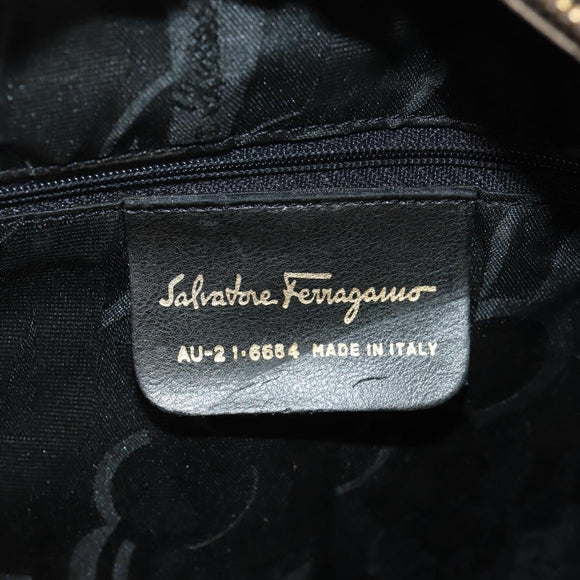 Salvatore Ferragamo
AU-21·6684 MADE IN ITALY